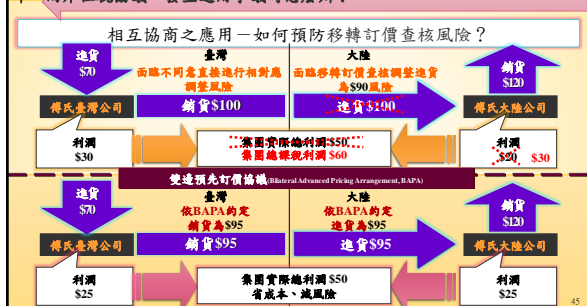 相互協商之應用－如何預防移轉訂價查核風險？
進貨
$70
臺灣
面臨不同意直接進行相對應
調整風險
大陸
面臨移轉訂價查核調整進貨
為$90風險
銷貨
$120
傅氏臺灣公司
銷貨$100
進貨$100
傅氏大陸公司
利潤
$30
集團實際總利潤$50
集團總課稅利潤$60
利潤
$20 $30
雙邊預先訂價協議(Bilateral Advanced Pricing Arrangement, BAPA)
進貨
$70
臺灣
依BAPA約定
銷貨為$95
大陸
依BAPA約定
進貨為$95
銷貨
$120
傅氏臺灣公司
銷貨$95
進貨$95
傅氏大陸公司
利潤
$25
集團實際總利潤$50
省成本、減風險
利潤
$25
45